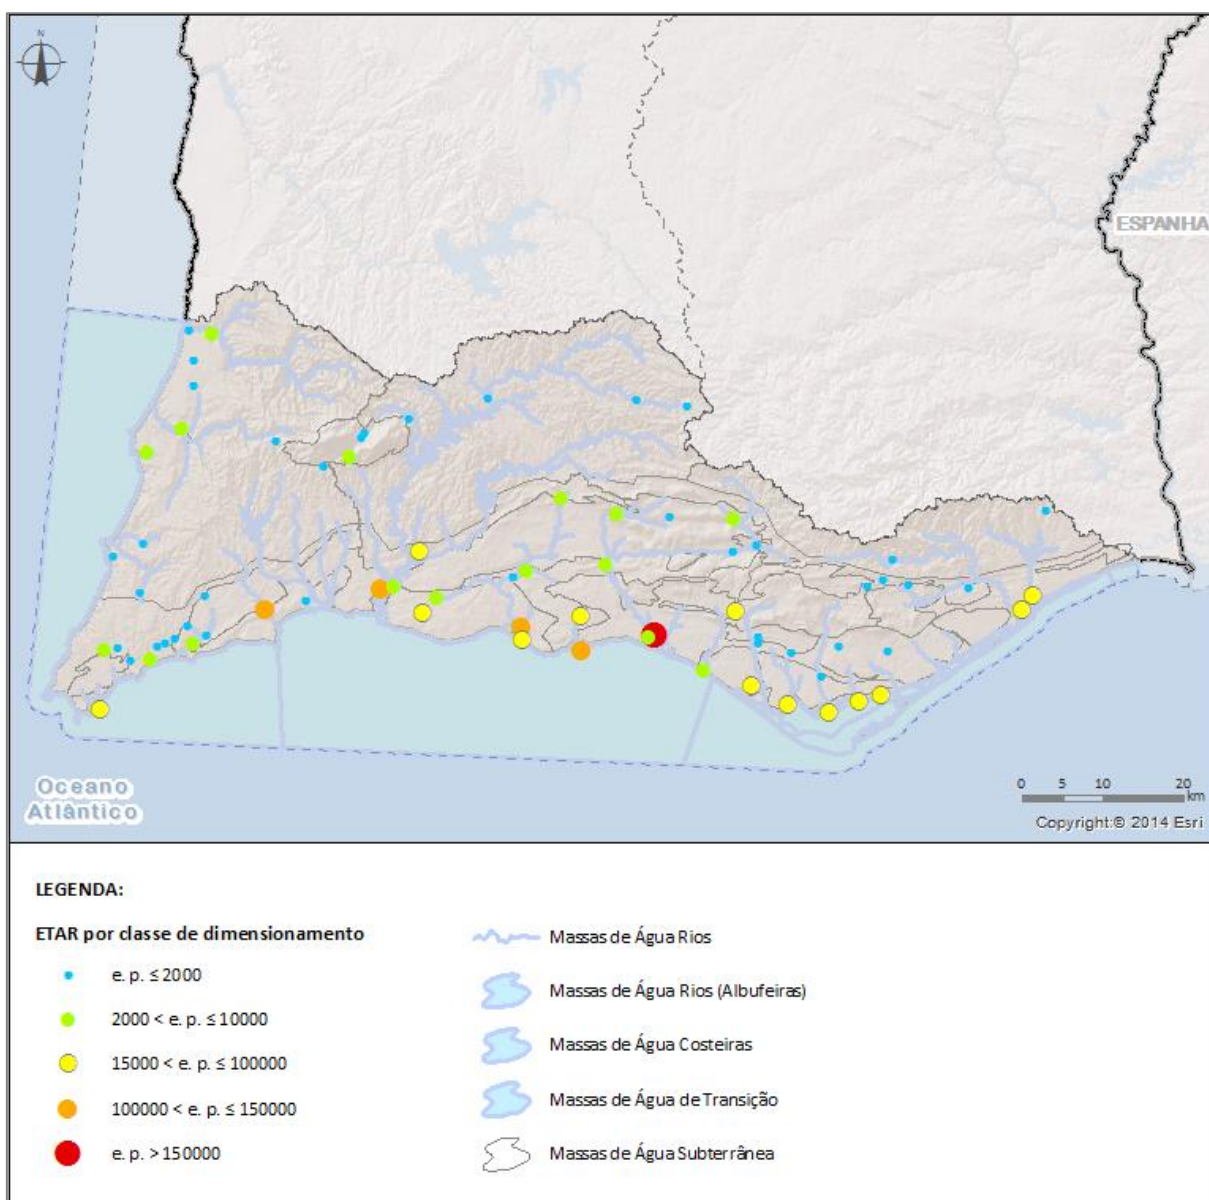 N
ESPANHA
Oceano
Atlântico
0 5 10 20
km
Copyright:© 2014 Esri
LEGENDA:
ETAR por classe de dimensionamento
e. p. ≤ 2000
2000 < e. p. ≤ 10000
15000 < e. p. ≤ 100000
100000 < e. p. ≤ 150000
e. p. > 150000
Massas de Água Rios
Massas de Água Rios (Albufeiras)
Massas de Água Costeiras
Massas de Água de Transição
Massas de Água Subterrânea